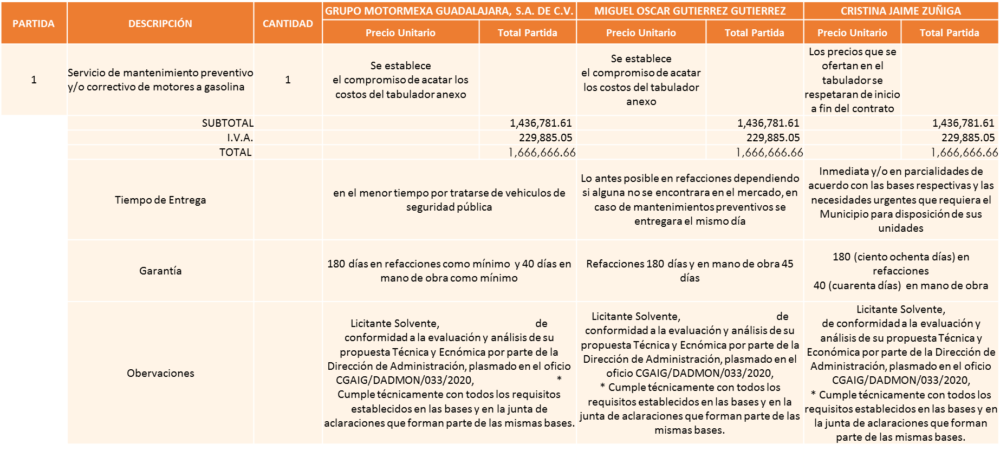 PARTIDA
DESCRIPCIÓN
CANTIDAD
GRUPO MOTORMEXA GUADALAJARA, S.A. DE C.V.
MIGUEL OSCAR GUTIERREZ GUTIERREZ
CRISTINA JAIME ZUÑIGA
Precio Unitario
Total Partida
Precio Unitario
Total Partida
Precio Unitario
Total Partida
1
Servicio de mantenimiento preventivo
y/o correctivo de motores a gasolina
1
Se establece
el compromiso de acatar los
costos del tabulador anexo
Se establece
el compromiso de acatar
los costos del tabulador
anexo
Los precios que se
ofertan en el
tabulador se
respetaran de inicio
a fin del contrato
SUBTOTAL
1,436,781.61
1,436,781.61
1,436,781.61
I.V.A.
229,885.05
229,885.05
229,885.05
TOTAL
1,666,666.66
1,666,666.66
1,666,666.66
Tiempo de Entrega
en el menor tiempo por tratarse de vehiculos de
seguridad pública
Lo antes posible en refacciones dependiendo
si alguna no se encontrara en el mercado, en
caso de mantenimientos preventivos se
entregara el mismo día
Inmediata y/o en parcialidades de
acuerdo con las bases respectivas y las
necesidades urgentes que requiera el
Municipio para disposición de sus
unidades
Garantía
180 días en refacciones como mínimo y 40 días en
mano de obra como mínimo
Refacciones 180 días y en mano de obra 45
días
180 (ciento ochenta días) en
refacciones
40 (cuarenta días) en mano de obra
Obervaciones
Licitante Solvente, de
conformidad a la evaluación y análisis de su
propuesta Técnica y Ecnómica por parte de la
Dirección de Administración, plasmado en el oficio
CGAIG/DADMON/033/2020, *
Cumple técnicamente con todos los requisitos
establecidos en las bases y en la junta de
aclaraciones que forman parte de las mismas bases.
Licitante Solvente, de
conformidad a la evaluación y análisis de su
propuesta Técnica y Ecnómica por parte de la
Dirección de Administración, plasmado en el
oficio CGAIG/DADMON/033/2020,
* Cumple técnicamente con todos los
requisitos establecidos en las bases y en la
junta de aclaraciones que forman parte de las
mismas bases.
Licitante Solvente,
de conformidad a la evaluación y
análisis de su propuesta Técnica y
Económica por parte de la Dirección de
Administración, plasmado en el oficio
CGAIG/DADMON/033/2020,
* Cumple técnicamente con todos los
requisitos establecidos en las bases y en
la junta de aclaraciones que forman
parte de las mismas bases.